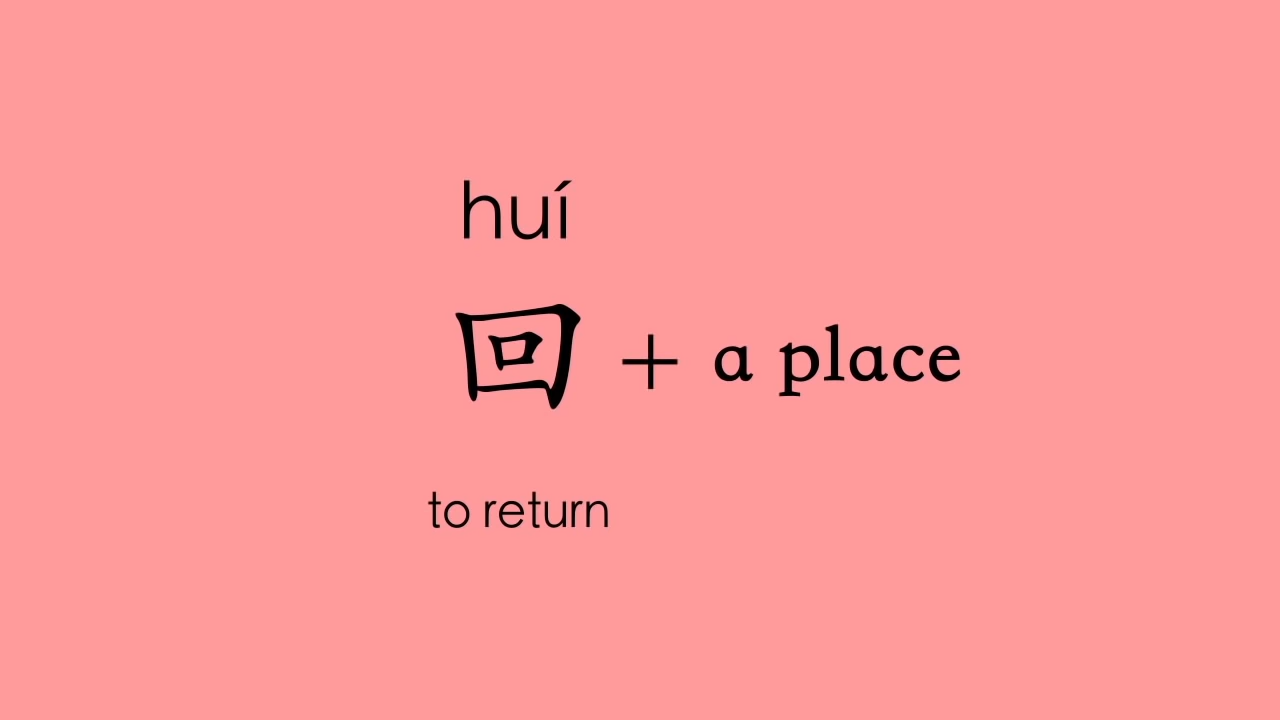 huí
回 + a place
to return